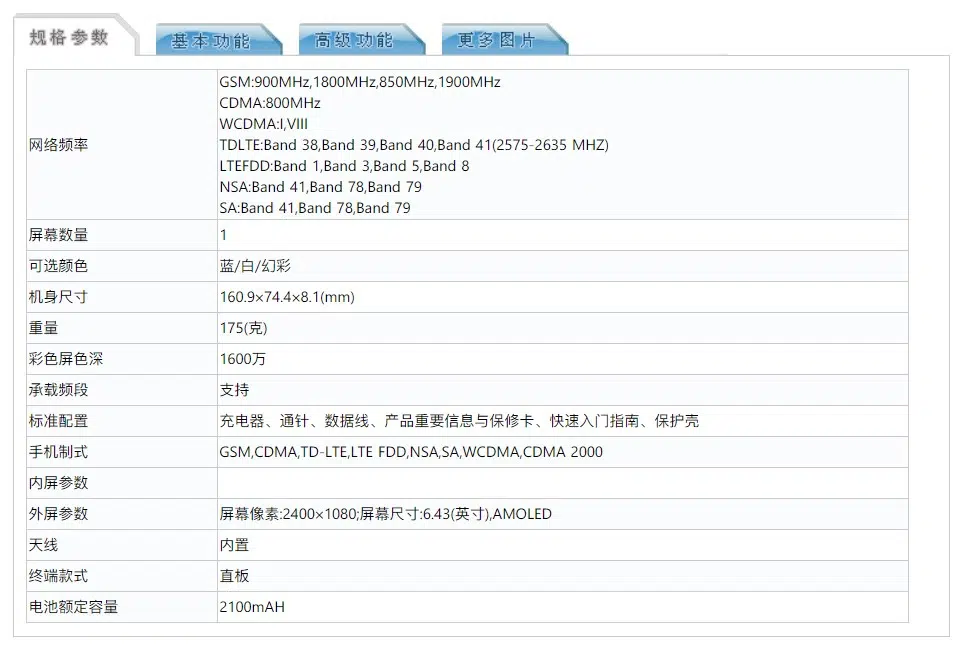 规格参数 基本功能 高级功能 更多图片
网络频率
GSM:900MHz,1800MHz,850MHz,1900MHz
CDMA:800MHz
WCDMA:I,VIII
TDLTE:Band 38,Band 39,Band 40,Band 41(2575-2635 MHZ)
LTEFDD:Band 1,Band 3,Band 5,Band 8
NSA:Band 41,Band 78,Band 79
SA:Band 41,Band 78,Band 79
屏幕数量 1
可选颜色 蓝/白/幻彩
机身尺寸 160.9×74.4×8.1(mm)
重量 175(克)
彩色屏色深 1600万
承载频段 支持
标准配置 充电器、通针、数据线、产品重要信息与保修卡、快速入门指南、保护壳
手机制式 GSM,CDMA,TD-LTE,LTE FDD,NSA,SA,WCDMA,CDMA 2000
内屏参数
外屏参数 屏幕像素:2400×1080;屏幕尺寸:6.43(英寸),AMOLED
天线 内置
终端款式 直板
电池额定容量 2100mAH